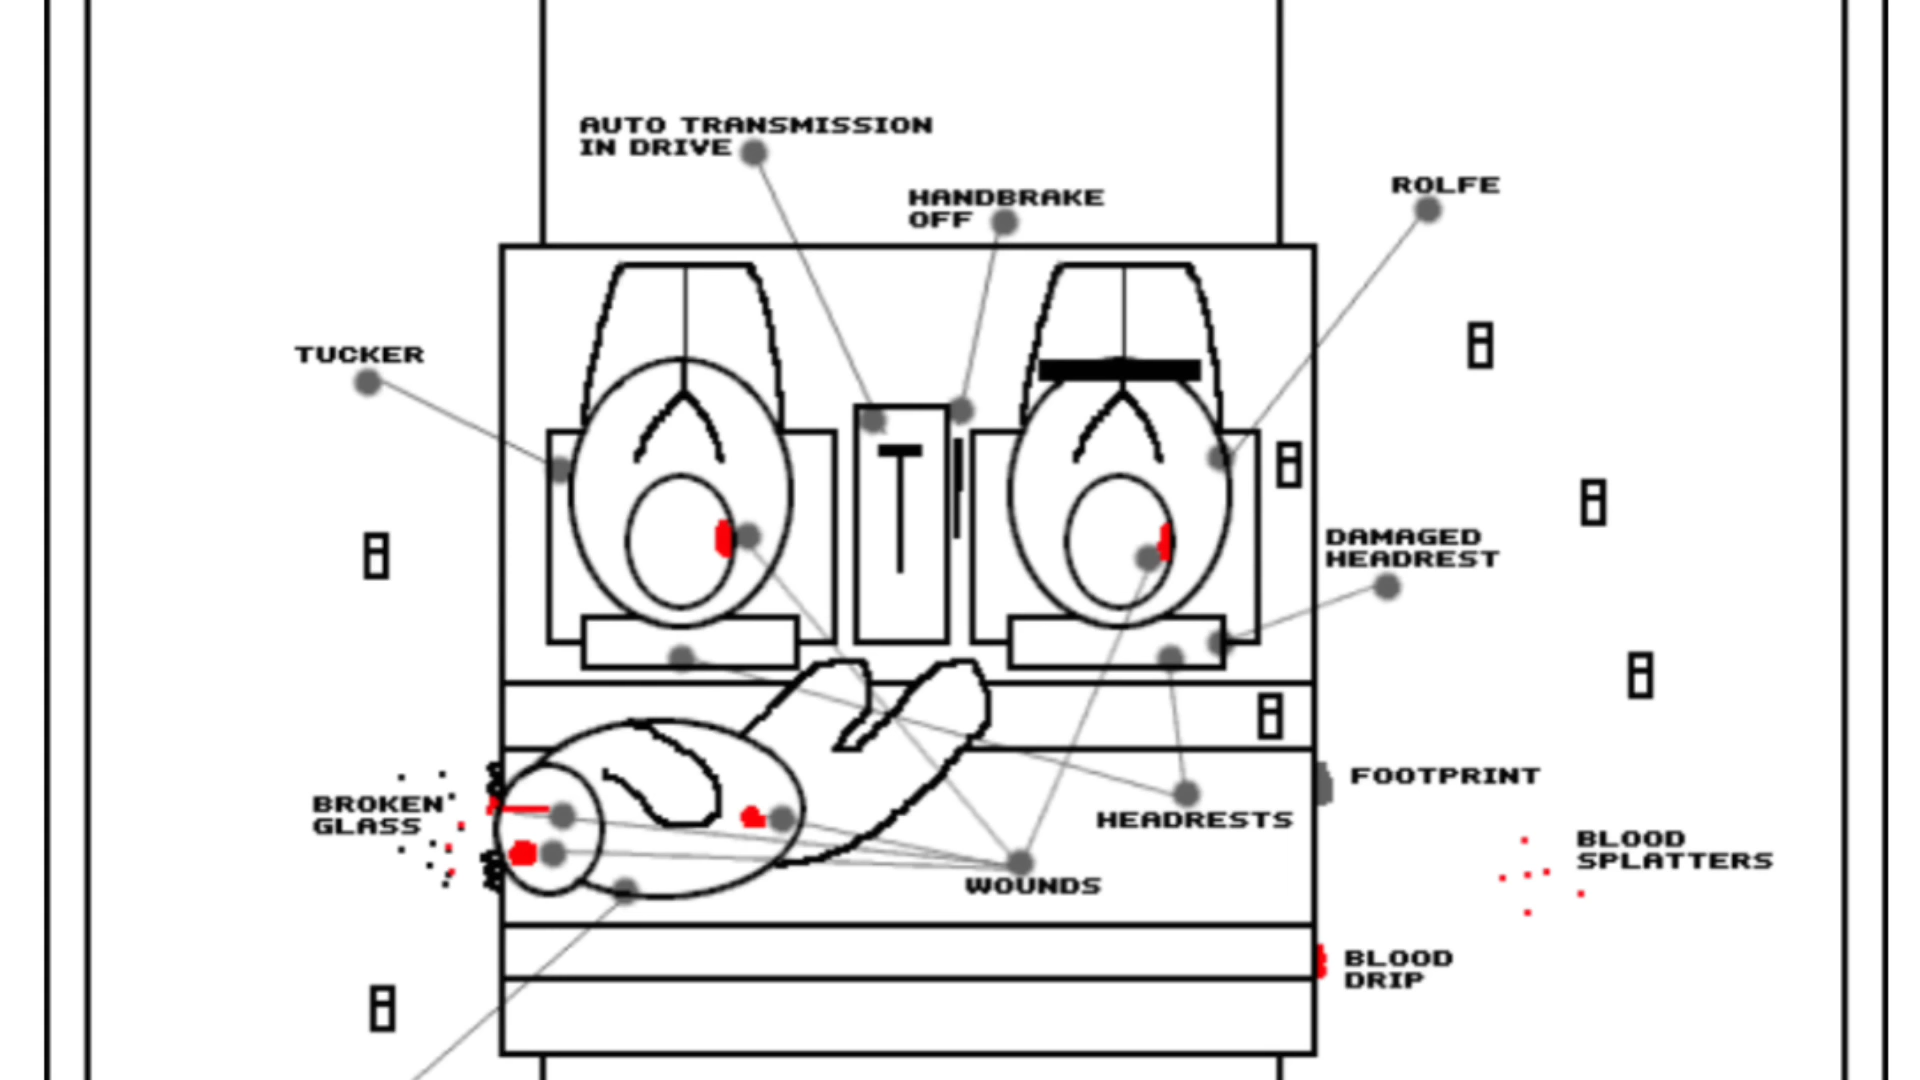 AUTO TRANSMISSION
IN DRIVE
HANDBRAKE
OFF
ROLFE
TUCKER
DAMAGED
HEADREST
FOOTPRINT
BROKEN
GLASS
HEADRESTS
BLOOD
SPLATTERS
WOUNDS
BLOOD
DRIP